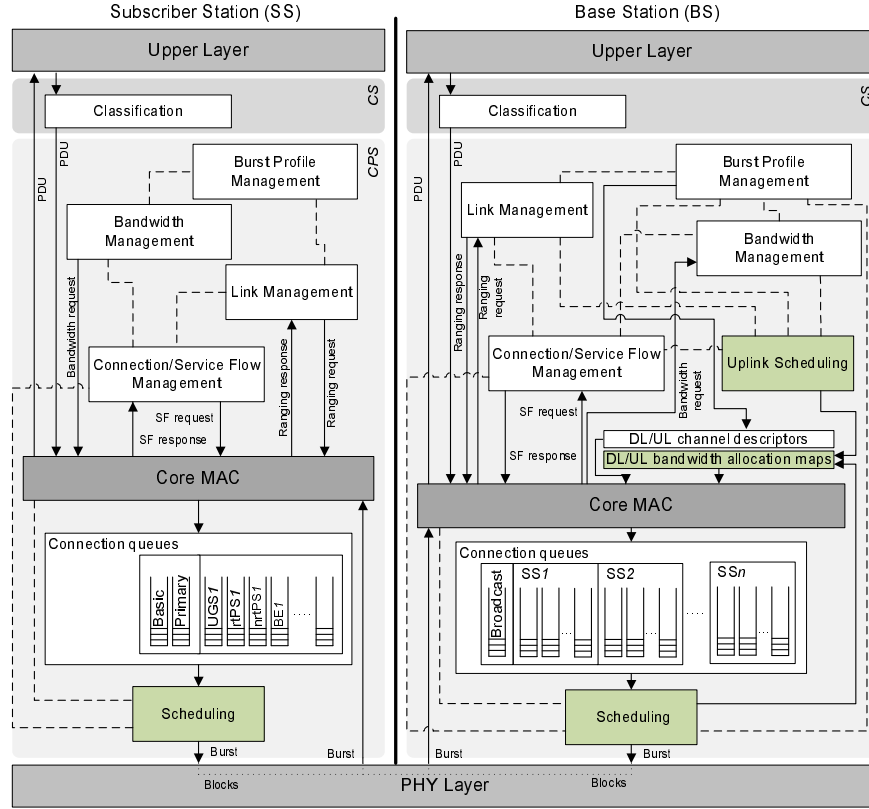 Subscriber Station (SS)
Base Station (BS)
Upper Layer
Upper Layer
CS
CS
Classification
Classification
PDU
PDU
PDU
PDU
CPS
Burst Profile
Management
Bandwidth
Management
Link Management
Bandwidth request
Connection/Service Flow
Management
Ranging response
Ranging request
SF request
SF response
Core MAC
Connection queues
Basic
Primary
UGS1
rtPS1
nrtPS1
BE1
....
Scheduling
Burst
Burst
Burst Profile
Management
Link Management
Bandwidth
Management
Ranging response
Ranging
request
Connection/Service Flow
Management
Uplink Scheduling
Bandwidth
request
SF request
SF response
DL/UL channel descriptors
DL/UL bandwidth allocation maps
Core MAC
Connection queues
Broadcast
SS1
...
SS2
...
....
SSn
...
Scheduling
Burst
Burst
Blocks
PHY Layer
Blocks